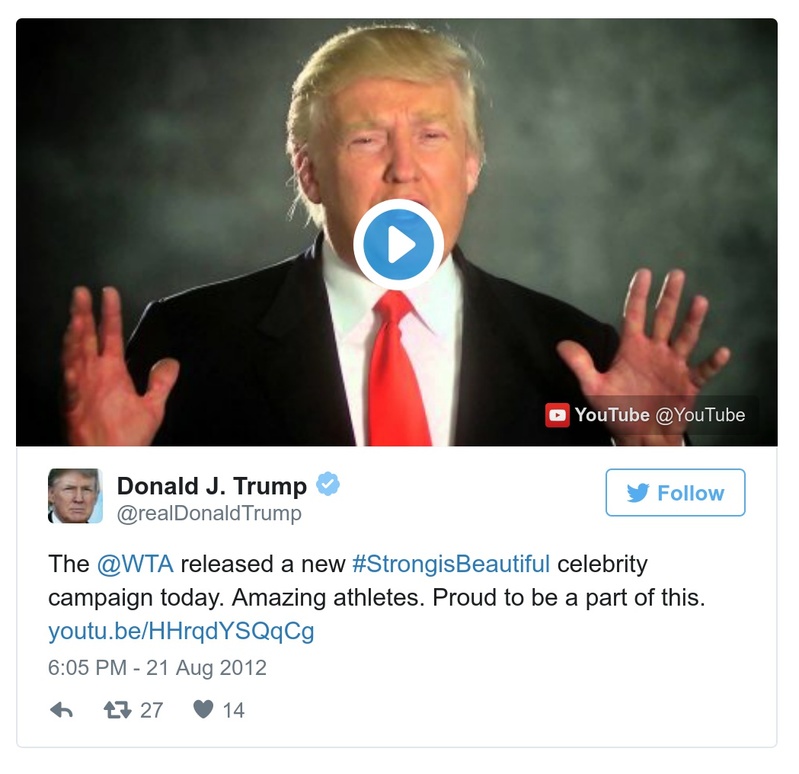 YouTube @YouTube
Donald J. Trump
Follow
@realDonaldTrump
The @WTA released a new #StrongisBeautiful celebrity
campaign today. Amazing athletes. Proud to be a part of this.
youtu.be/HHrqdYSQqCg
6:05 PM - 21 Aug 2012
27 14